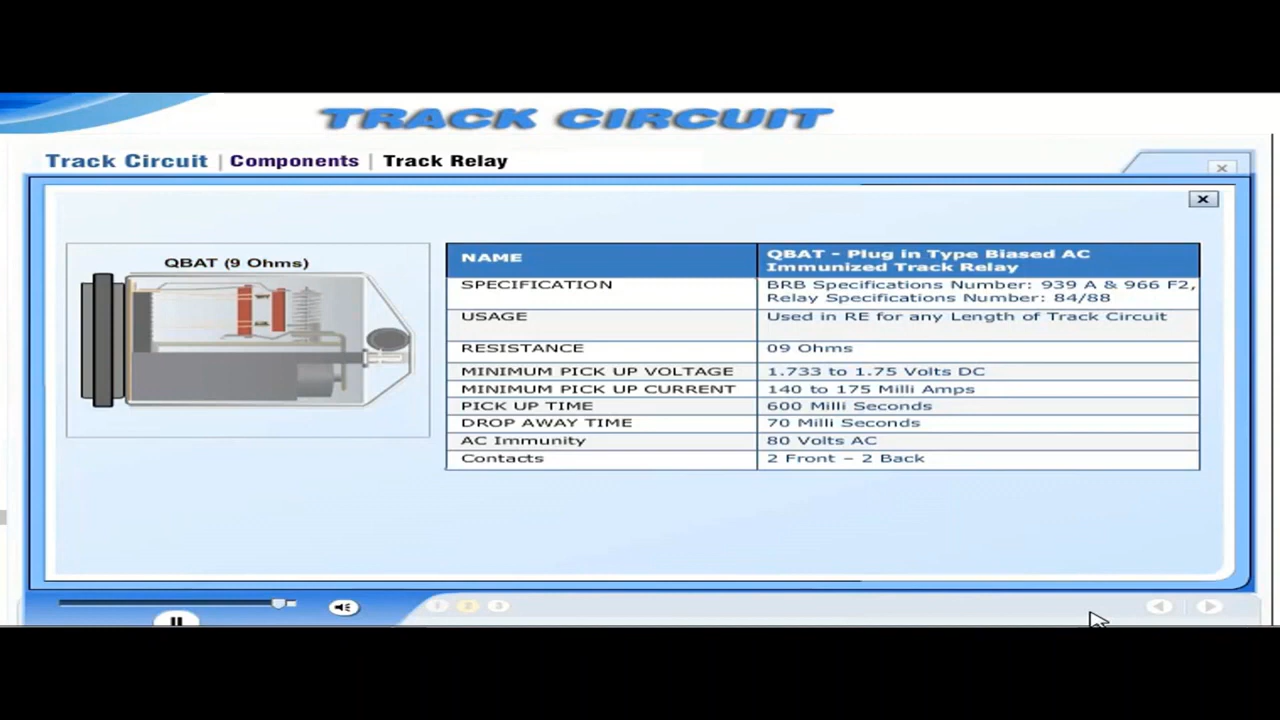 TRACK CIRCUIT
Track Circuit | Components | Track Relay
QBAT (9 Ohms)
NAME
QBAT - Plug in Type Biased AC
Immunized Track Relay
SPECIFICATION
BRB Specifications Number: 939 A & 966 F2,
Relay Specifications Number: 84/88
USAGE
Used in RE for any Length of Track Circuit
RESISTANCE
09 Ohms
MINIMUM PICK UP VOLTAGE
1.733 to 1.75 Volts DC
MINIMUM PICK UP CURRENT
140 to 175 Milli Amps
PICK UP TIME
600 Milli Seconds
DROP AWAY TIME
70 Milli Seconds
AC Immunity
80 Volts AC
Contacts
2 Front – 2 Back
1 2 3